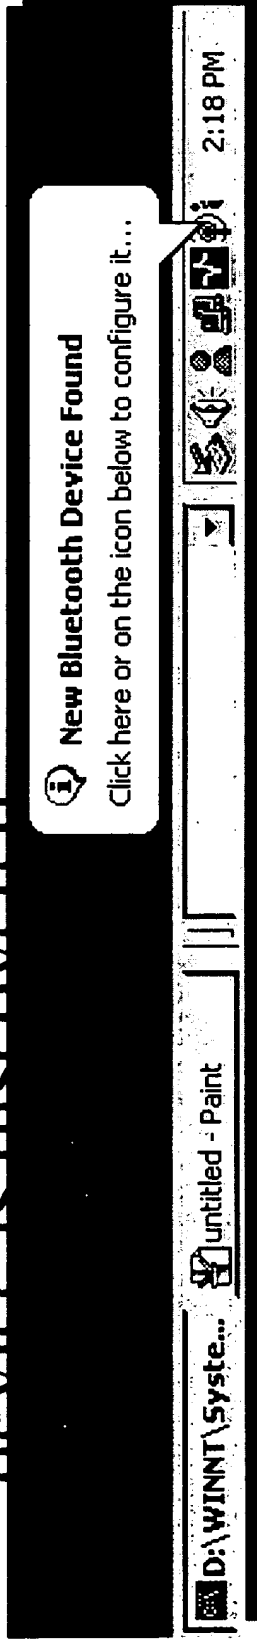 New Bluetooth Device Found
Click here or on the icon below to configure it...
D:\WINNT\Syste...
untitled - Paint
2:18 PM